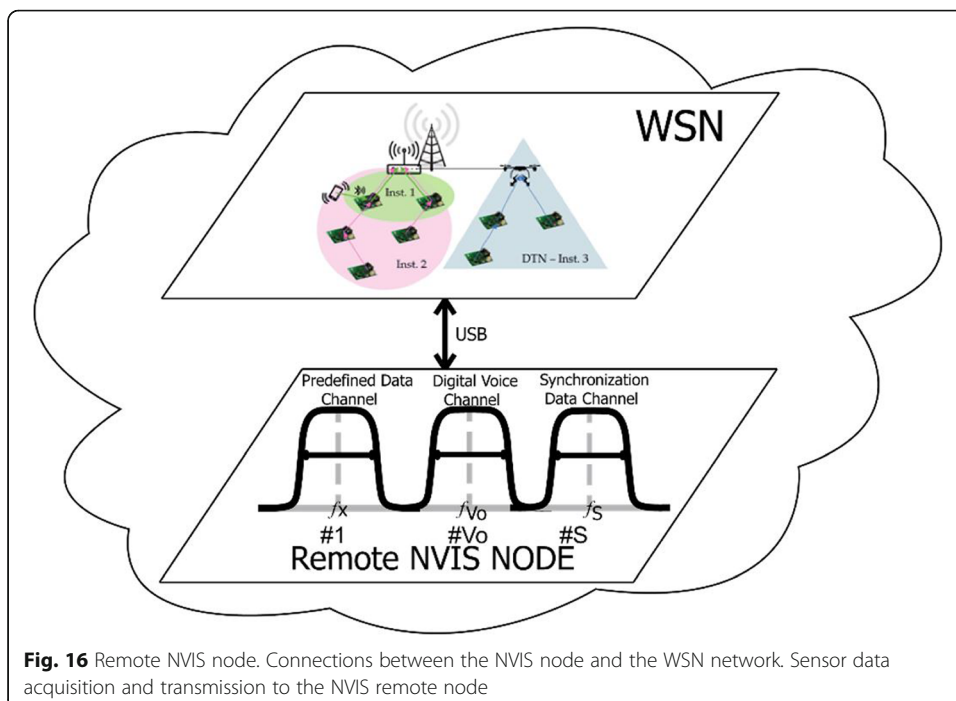 WSN
Inst. 1
Inst. 2
DTN – Inst. 3
USB
Predefined Data
Channel
Digital Voice
Channel
Synchronization
Data Channel
fx
fVo
fS
#1
#Vo
#S
Remote NVIS NODE
Fig. 16 Remote NVIS node. Connections between the NVIS node and the WSN network. Sensor data
acquisition and transmission to the NVIS remote node